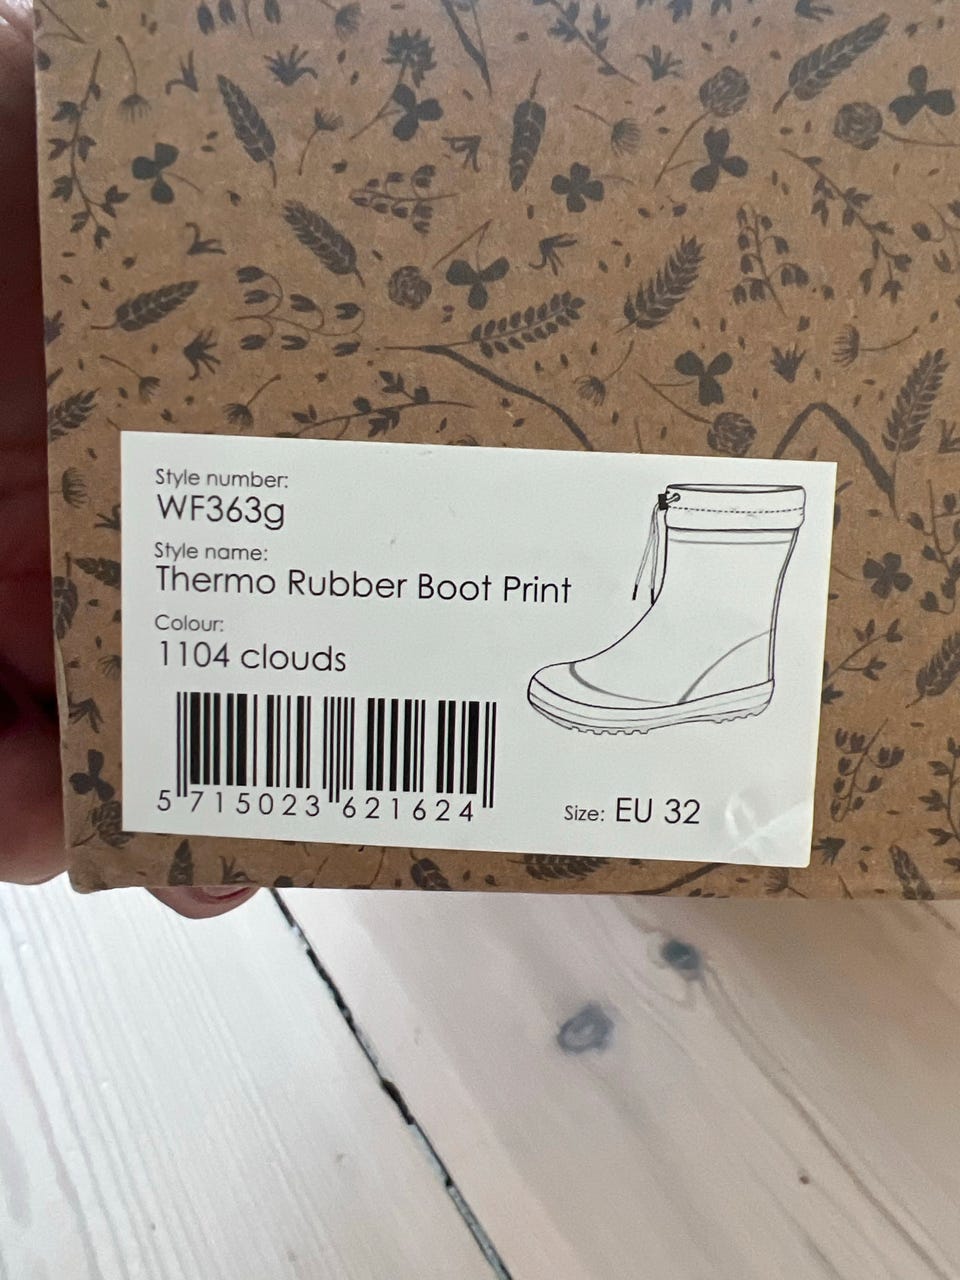 Style number:
WF363g
Style name:
Thermo Rubber Boot Print
Colour:
1104 clouds
5 715023 621624
Size: EU 32